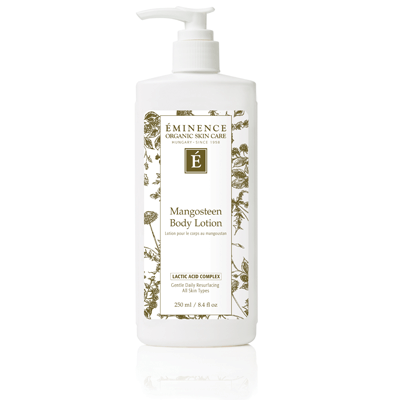 ÉMINENCE
ORGANIC SKIN CARE
HUNGARY • SINCE 1958
É
Mangosteen
Body Lotion
Lotion pour le corps au mangoustan
LACTIC ACID COMPLEX
Gentle Daily Resurfacing
All Skin Types
250 ml / 8.4 fl oz